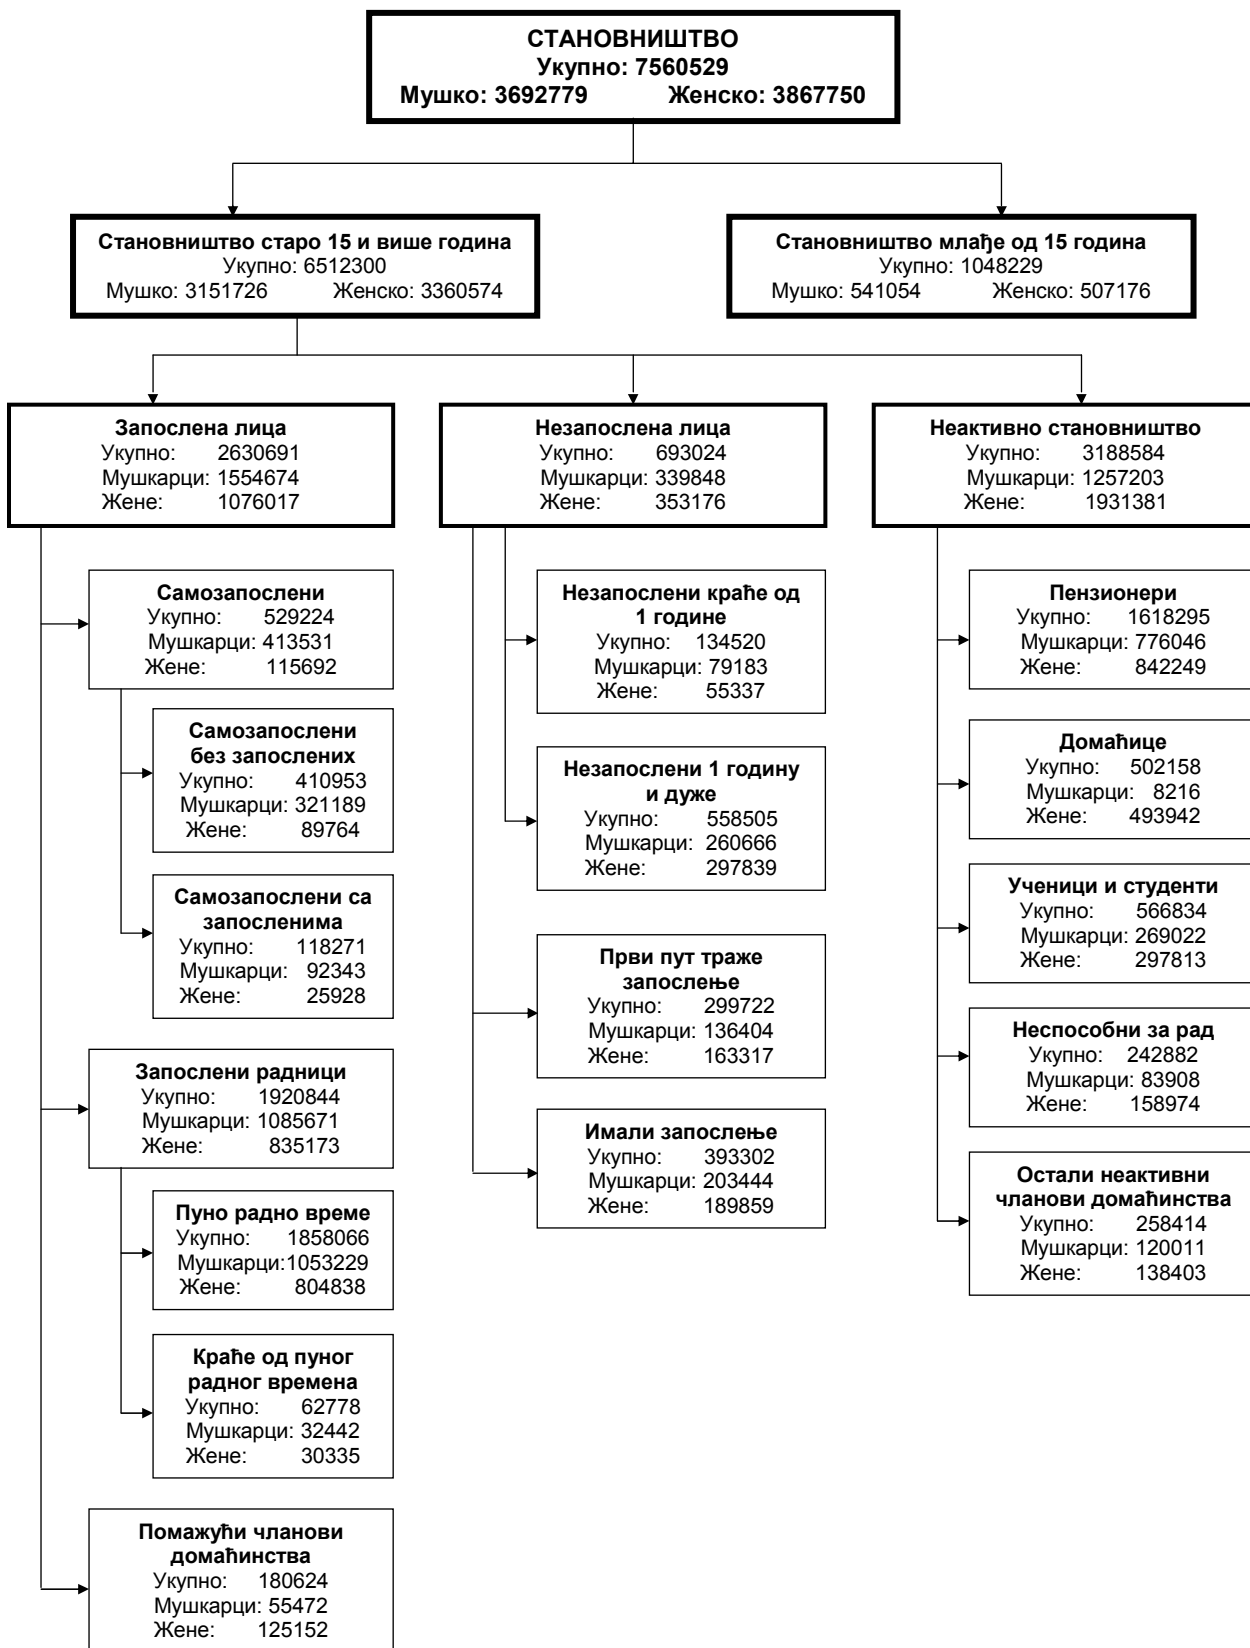 СТАНОВНИШТВО
Укупно: 7560529
Мушко: 3692779 Женско: 3867750
Становништво старо 15 и више година
Укупно: 6512300
Мушко: 3151726 Женско: 3360574
Становништво млађе од 15 година
Укупно: 1048229
Мушко: 541054 Женско: 507176
Запослена лица
Укупно: 2630691
Мушкарци: 1554674
Жене: 1076017
Самозапослени
Укупно: 529224
Мушкарци: 413531
Жене: 115692
Самозапослени
без запослених
Укупно: 410953
Мушкарци: 321189
Жене: 89764
Самозапослени са
запосленима
Укупно: 118271
Мушкарци: 92343
Жене: 25928
Запослени радници
Укупно: 1920844
Мушкарци: 1085671
Жене: 835173
Пуно радно време
Укупно: 1858066
Мушкарци:1053229
Жене: 804838
Краће од пуног
радног времена
Укупно: 62778
Мушкарци: 32442
Жене: 30335
Помажући чланови
домаћинства
Укупно: 180624
Мушкарци: 55472
Жене: 125152
Незапослена лица
Укупно: 693024
Мушкарци: 339848
Жене: 353176
Незапослени краће од
1 године
Укупно: 134520
Мушкарци: 79183
Жене: 55337
Незапослени 1 годину
и дуже
Укупно: 558505
Мушкарци: 260666
Жене: 297839
Први пут траже
запослење
Укупно: 299722
Мушкарци: 136404
Жене: 163317
Имали запослење
Укупно: 393302
Мушкарци: 203444
Жене: 189859
Неактивно становништво
Укупно: 3188584
Мушкарци: 1257203
Жене: 1931381
Пензионери
Укупно: 1618295
Мушкарци: 776046
Жене: 842249
Домаћице
Укупно: 502158
Мушкарци: 8216
Жене: 493942
Ученици и студенти
Укупно: 566834
Мушкарци: 269022
Жене: 297813
Неспособни за рад
Укупно: 242882
Мушкарци: 83908
Жене: 158974
Остали неактивни
чланови домаћинства
Укупно: 258414
Мушкарци: 120011
Жене: 138403